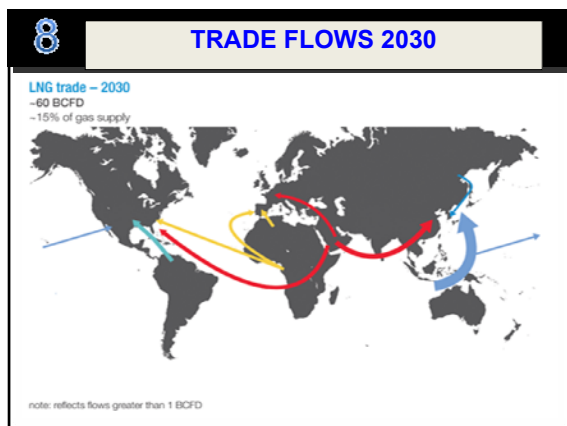 8
TRADE FLOWS 2030
LNG trade – 2030
~60 BCFD
~15% of gas supply
note: reflects flows greater than 1 BCFD